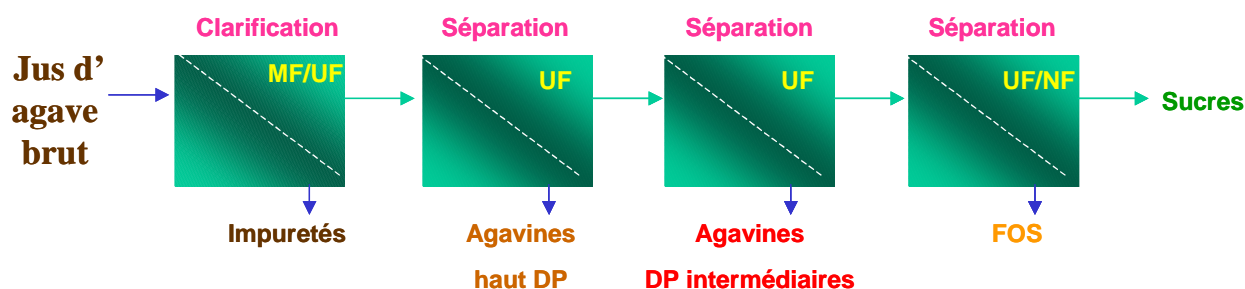 Clarification
Séparation
Séparation
Séparation
Jus d'
agave
brut
MF/UF
UF
UF
UF/NF
Sucres
Impuretés
Agavines
haut DP
Agavines
DP intermédiaires
FOS